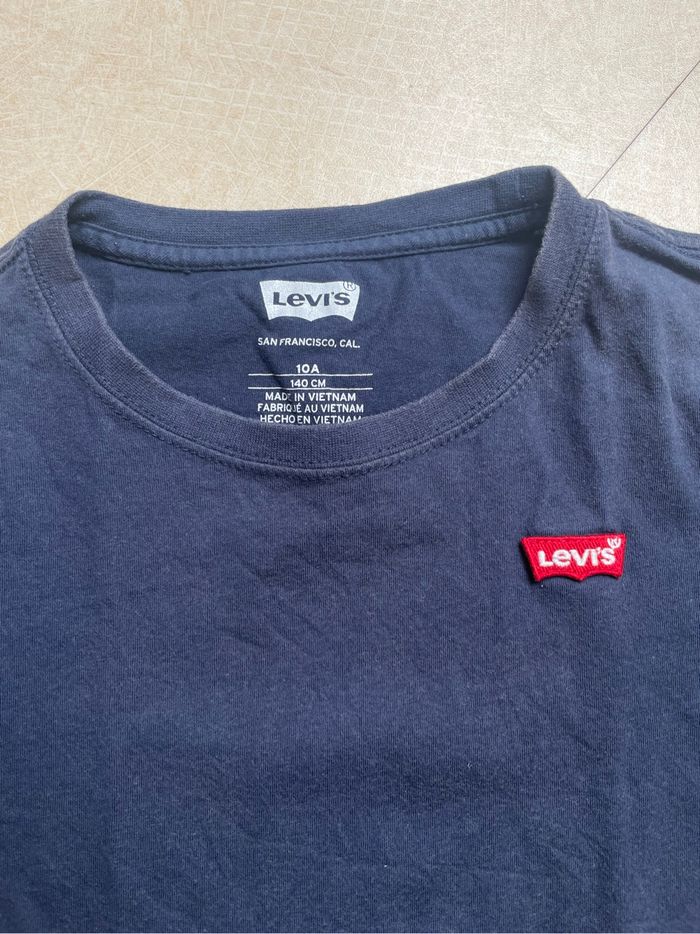 Levi's®
SAN FRANCISCO, CAL.
10A
140 CM
MADE IN VIETNAM
FABRIQUÉ AU VIETNAM
HECHO EN VIETNAM
Levi's